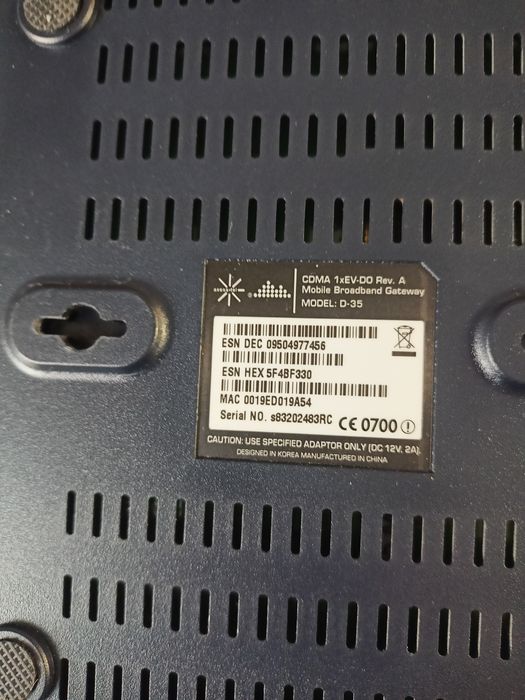 CDMA 1xEV-DO Rev. A
Mobile Broadband Gateway
MODEL: D-35
ESN DEC 09504977456
ESN HEX 5F4BF330
MAC 0019ED019A54
Serial NO. s83202483RC CE 0700
CAUTION: USE SPECIFIED ADAPTOR ONLY (DC 12V. 2A)
DESIGNED IN KOREA MANUFACTURED IN CHINA